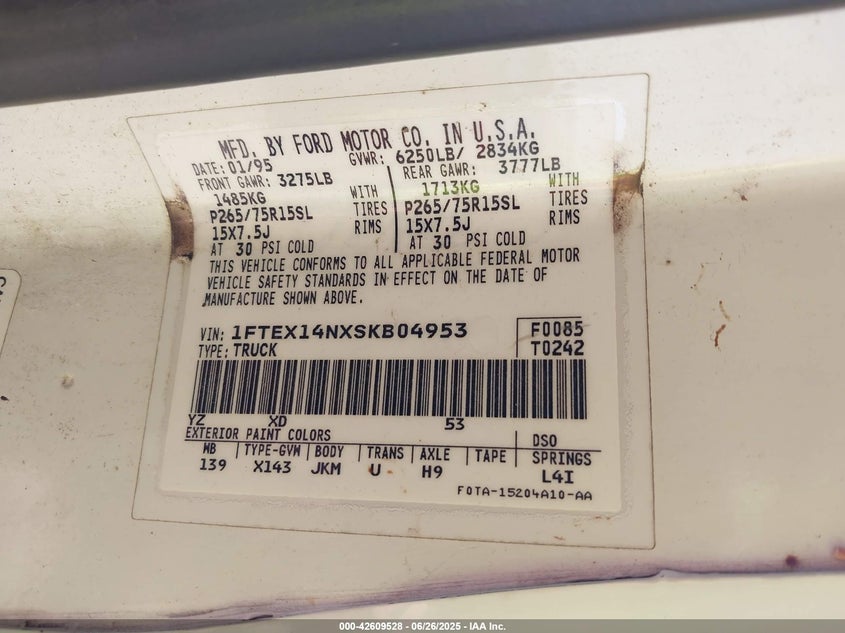 MFD. BY FORD MOTOR CO. IN U.S.A.
DATE: 01/95 GVWR: 6250LB/ 2834KG
FRONT GAWR: 3275LB REAR GAWR: 3777LB
1485KG WITH 1713KG WITH
P265/75R15SL TIRES P265/75R15SL TIRES
15X7.5J RIMS 15X7.5J RIMS
AT 30 PSI COLD AT 30 PSI COLD
THIS VEHICLE CONFORMS TO ALL APPLICABLE FEDERAL MOTOR
VEHICLE SAFETY STANDARDS IN EFFECT ON THE DATE OF
MANUFACTURE SHOWN ABOVE.
VIN: 1FTEX14NXSKB04953 F0085
TYPE: TRUCK T0242
YZ XD 53
EXTERIOR PAINT COLORS DSO
WB TYPE-GVW BODY TRANS AXLE TAPE SPRINGS
139 X143 JKM U H9 L4I
F0TA-15204A10-AA
000-42609528 - 06/26/2025 - IAA Inc.